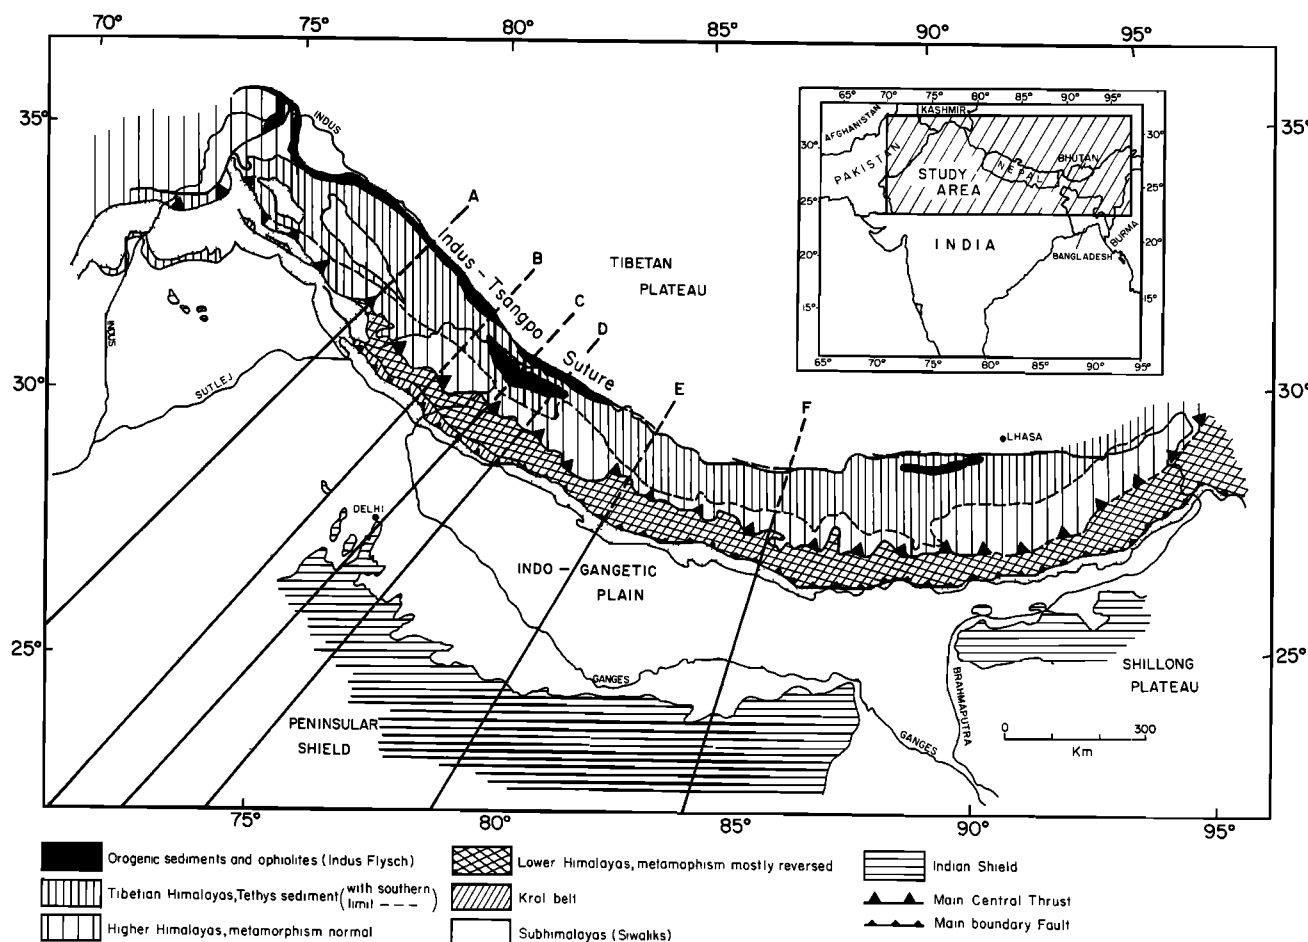 70° 75° 80° 85° 90° 95°
35°
35°
30°
30°
25°
25°
75° 80° 85° 90° 95°
INDUS
A
B
C
D
E
F
Indus - Tsangpo Suture
TIBETAN
PLATEAU
INDUS
SUTLEJ
DELHI
LHASA
INDO - GANGETIC
PLAIN
GANGES
GANGES
BRAHMAPUTRA
PENINSULAR
SHIELD
SHILLONG
PLATEAU
0 300
Km
65° 70° 75° 80° 85° 90° 95°
30°
25°
20°
15°
30°
25°
20°
15°
65° 70° 75° 80° 85° 90° 95°
AFGHANISTAN
KASHMIR
PAKISTAN
NEPAL
BHUTAN
STUDY
AREA
INDIA
BANGLADESH
BURMA
Orogenic sediments and ophiolites (Indus Flysch)
Tibetian Himalayas, Tethys sediment (with southern
limit ---)
Higher Himalayas, metamorphism normal
Lower Himalayas, metamophism mostly reversed
Krol belt
Subhimalayas (Siwaliks)
Indian Shield
Main Central Thrust
Main boundary Fault